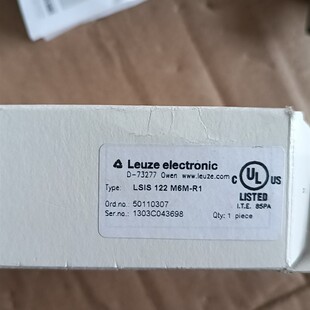 Leuze electronic
D-73277 Owen www.leuze.com
Type: LSIS 122 M6M-R1
Ord no.: 50110307
Ser.no.: 1303C043698 Qty: 1 piece
C UL US
LISTED
I.T.E. 85PA